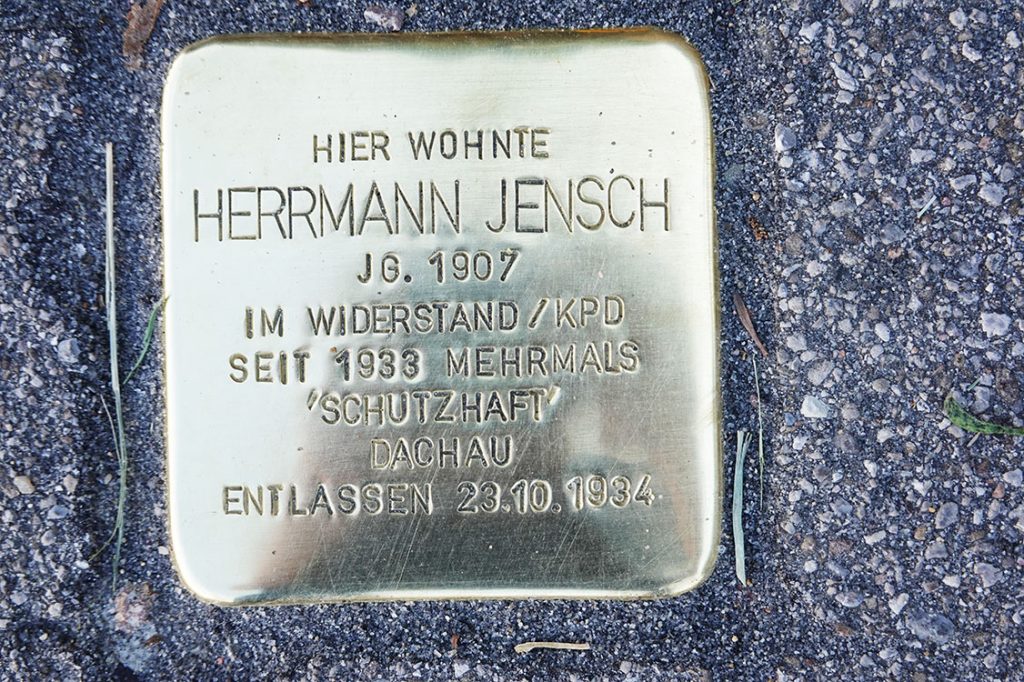 HIER WOHNTE
HERRMANN JENSCH
JG. 1907
IM WIDERSTAND / KPD
SEIT 1933 MEHRMALS
'SCHUTZHAFT'
DACHAU
ENTLASSEN 23.10.1934